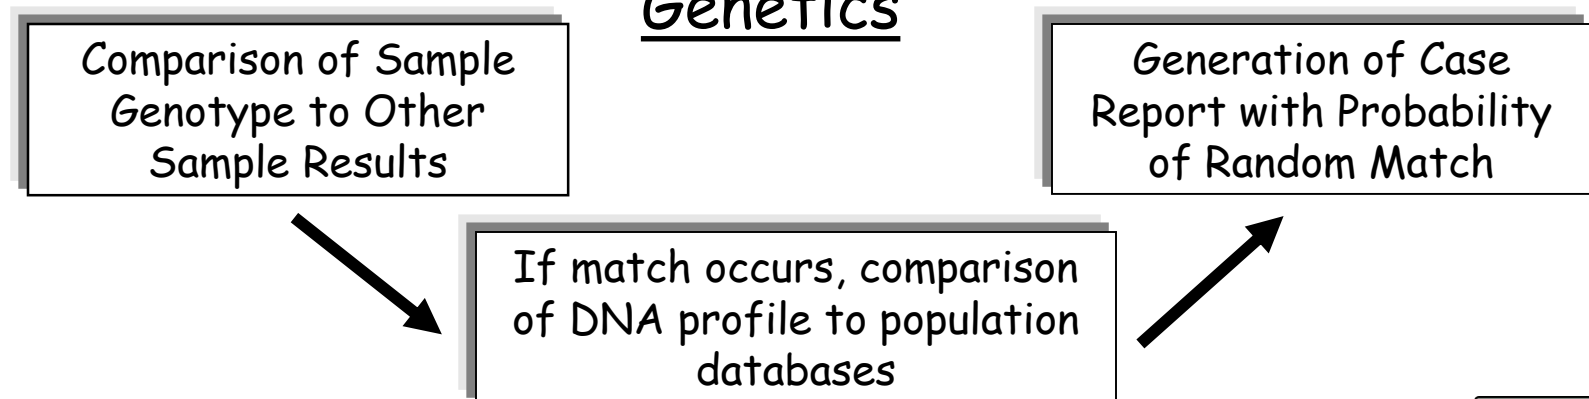 Genetics
Comparison of Sample
Genotype to Other
Sample Results
Generation of Case
Report with Probability
of Random Match
If match occurs, comparison
of DNA profile to population
databases